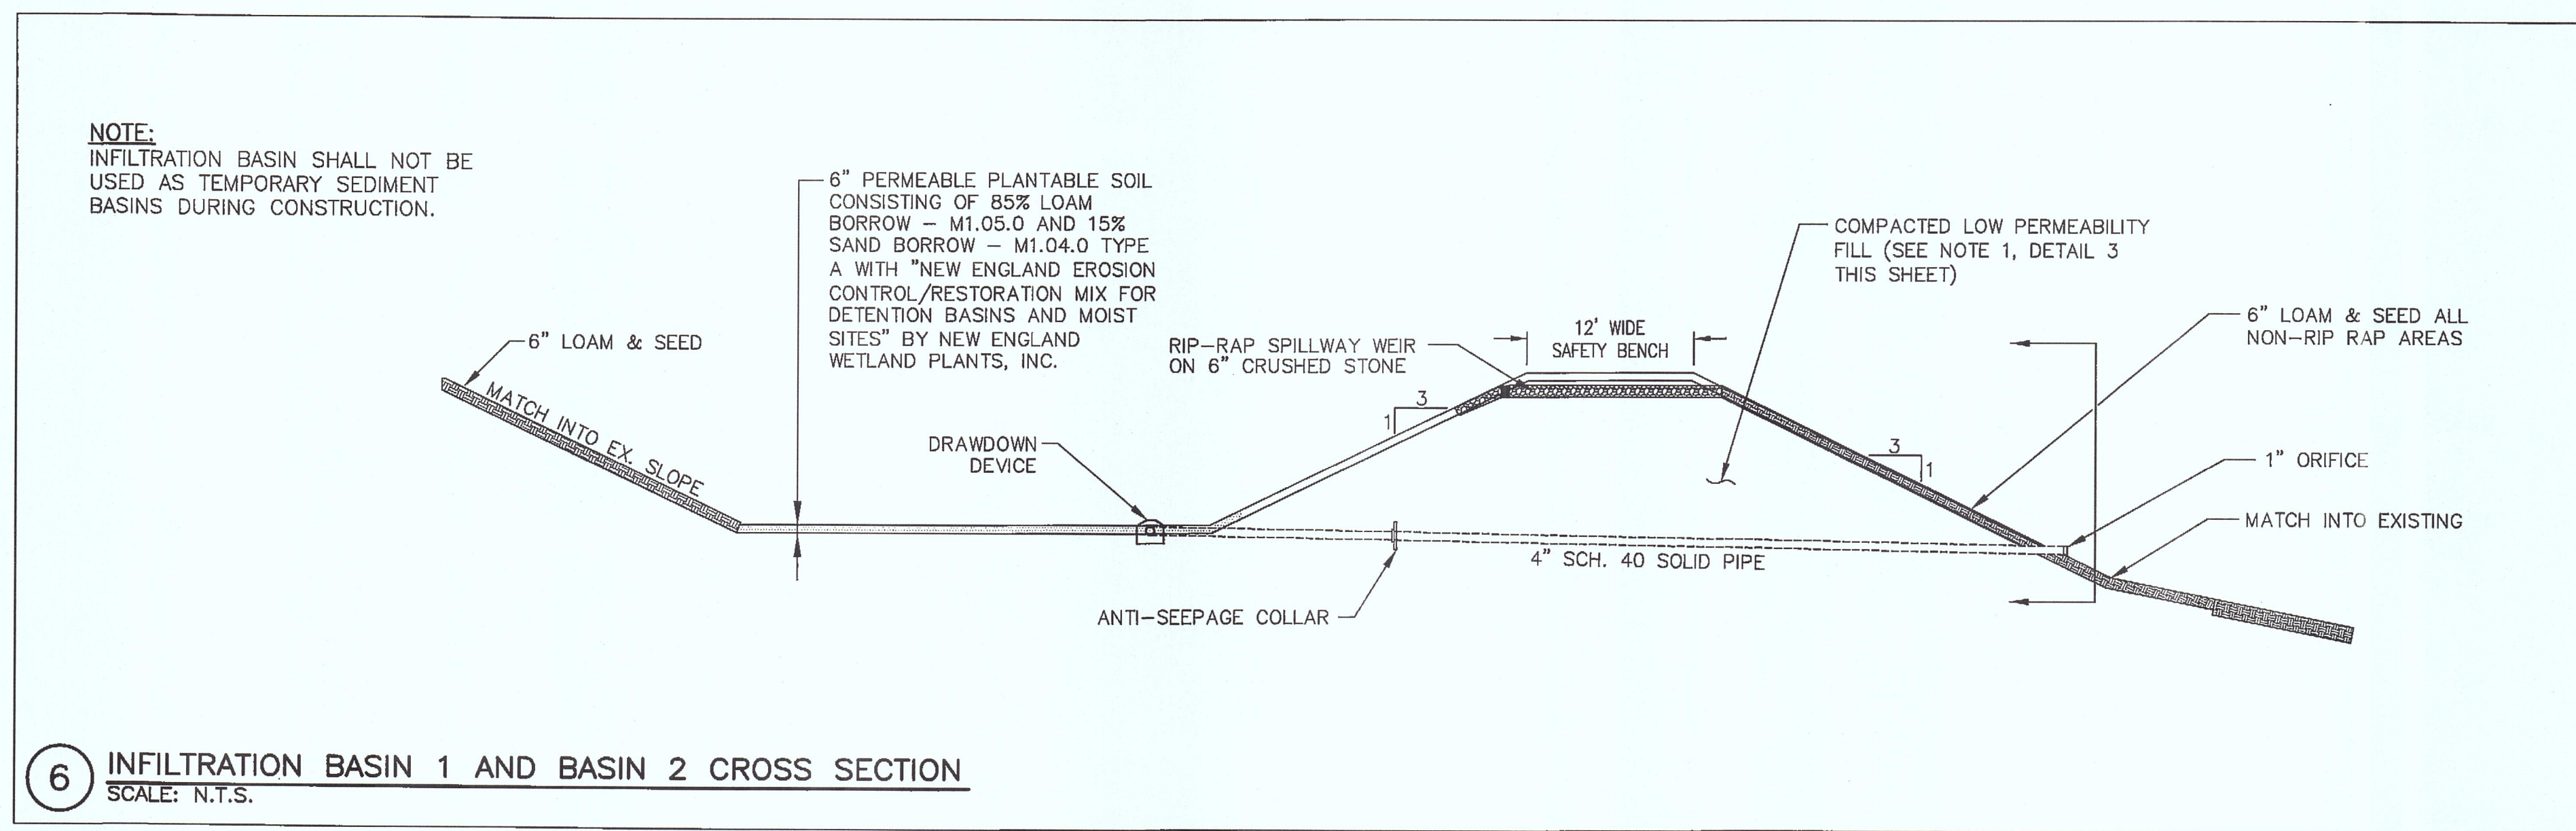 NOTE:
INFILTRATION BASIN SHALL NOT BE
USED AS TEMPORARY SEDIMENT
BASINS DURING CONSTRUCTION.
6" LOAM & SEED
MATCH INTO EX. SLOPE
6" PERMEABLE PLANTABLE SOIL
CONSISTING OF 85% LOAM
BORROW – M1.05.0 AND 15%
SAND BORROW – M1.04.0 TYPE
A WITH "NEW ENGLAND EROSION
CONTROL/RESTORATION MIX FOR
DETENTION BASINS AND MOIST
SITES" BY NEW ENGLAND
WETLAND PLANTS, INC.
DRAWDOWN
DEVICE
RIP–RAP SPILLWAY WEIR
ON 6" CRUSHED STONE
12' WIDE
SAFETY BENCH
3
1
COMPACTED LOW PERMEABILITY
FILL (SEE NOTE 1, DETAIL 3
THIS SHEET)
6" LOAM & SEED ALL
NON–RIP RAP AREAS
3
1
1" ORIFICE
MATCH INTO EXISTING
4" SCH. 40 SOLID PIPE
ANTI–SEEPAGE COLLAR
6
INFILTRATION BASIN 1 AND BASIN 2 CROSS SECTION
SCALE: N.T.S.